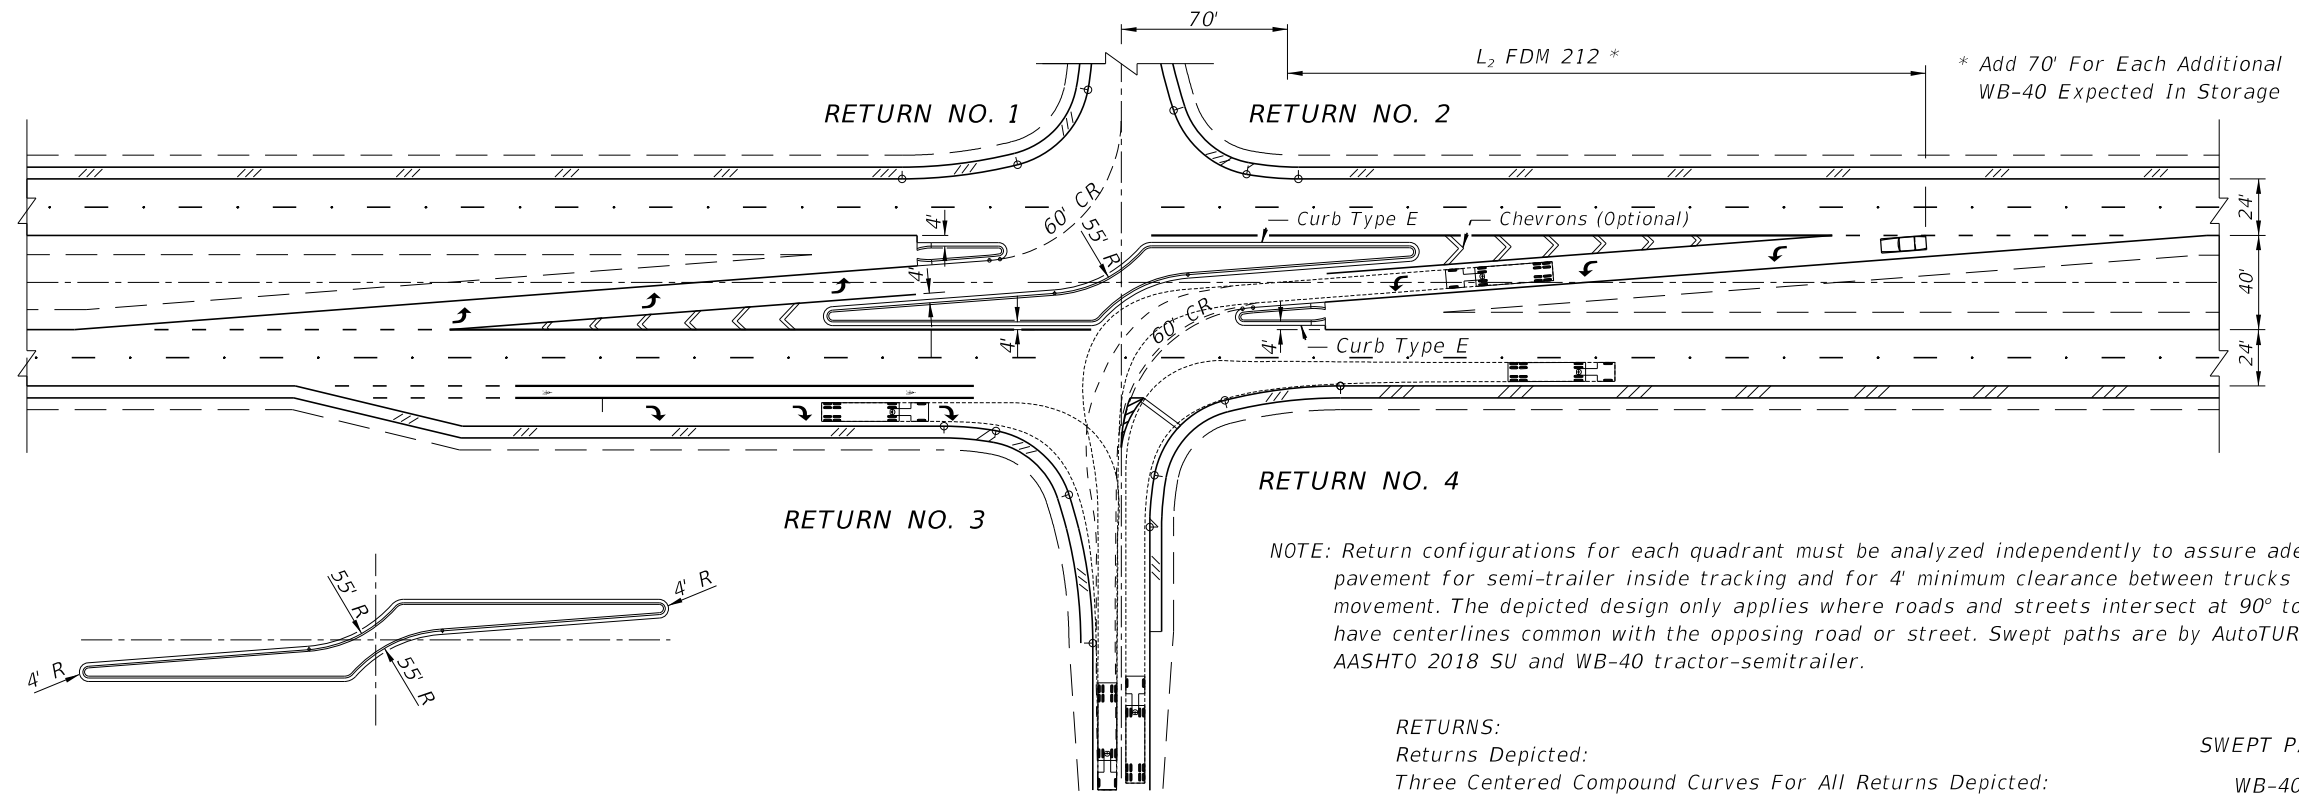 70'
L₂ FDM 212 *
* Add 70' For Each Additional
WB-40 Expected In Storage
RETURN NO. 1
RETURN NO. 2
60' CR
55' R
4'
Curb Type E
Chevrons (Optional)
24'
4'
40'
60' CR
4'
4'
Curb Type E
24'
RETURN NO. 4
RETURN NO. 3
NOTE: Return configurations for each quadrant must be analyzed independently to assure ade
pavement for semi-trailer inside tracking and for 4' minimum clearance between trucks
movement. The depicted design only applies where roads and streets intersect at 90° to
have centerlines common with the opposing road or street. Swept paths are by AutoTUR
AASHTO 2018 SU and WB-40 tractor-semitrailer.
55' R
4' R
4' R
55' R
RETURNS:
Returns Depicted:
Three Centered Compound Curves For All Returns Depicted:
SWEPT P
WB-40